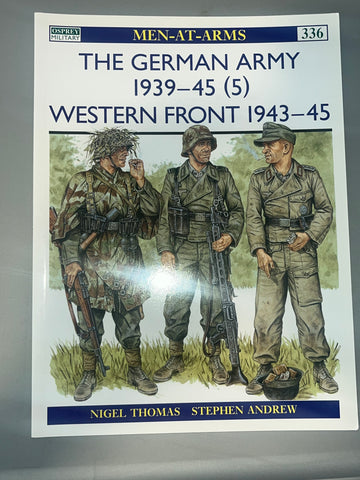 OSPREY
MILITARY
MEN-AT-ARMS
336
THE GERMAN ARMY
1939–45 (5)
WESTERN FRONT 1943–45
NIGEL THOMAS STEPHEN ANDREW